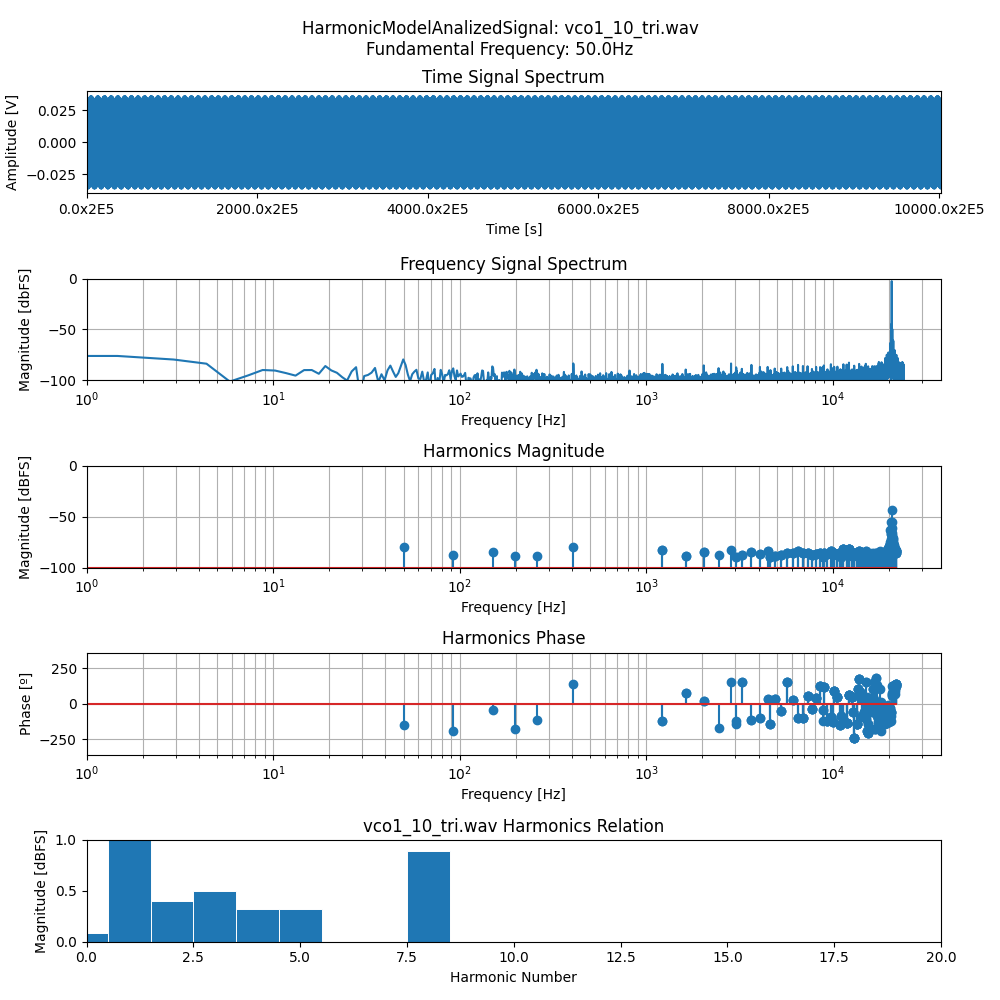 HarmonicModelAnalizedSignal: vco1_10_tri.wav
Fundamental Frequency: 50.0Hz
Time Signal Spectrum
Amplitude [V]
0.025
0.000
−0.025
0.0x2E5 2000.0x2E5 4000.0x2E5 6000.0x2E5 8000.0x2E5 10000.0x2E5
Time [s]
Frequency Signal Spectrum
Magnitude [dbFS]
0
−50
−100
10⁰ 10¹ 10² 10³ 10⁴
Frequency [Hz]
Harmonics Magnitude
Magnitude [dBFS]
0
−50
−100
10⁰ 10¹ 10² 10³ 10⁴
Frequency [Hz]
Harmonics Phase
Phase [º]
250
0
−250
10⁰ 10¹ 10² 10³ 10⁴
Frequency [Hz]
vco1_10_tri.wav Harmonics Relation
Magnitude [dBFS]
1.0
0.5
0.0
0.0 2.5 5.0 7.5 10.0 12.5 15.0 17.5 20.0
Harmonic Number